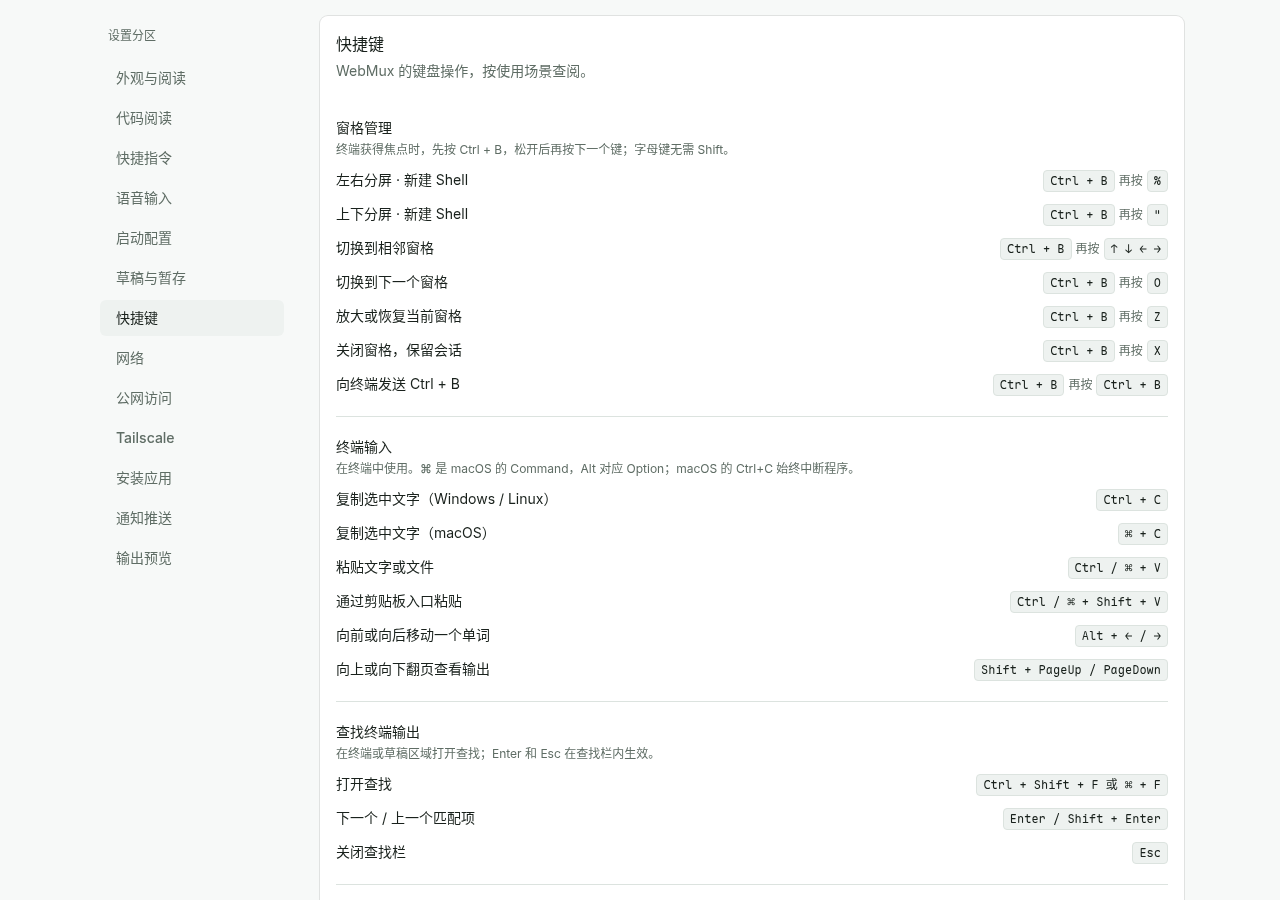 设置分区
外观与阅读
代码阅读
快捷指令
语音输入
启动配置
草稿与暂存
快捷键
网络
公网访问
Tailscale
安装应用
通知推送
输出预览
快捷键
WebMux 的键盘操作，按使用场景查阅。
窗格管理
终端获得焦点时，先按 Ctrl + B，松开后再按下一个键；字母键无需 Shift。
左右分屏 · 新建 Shell Ctrl + B 再按 %
上下分屏 · 新建 Shell Ctrl + B 再按 "
切换到相邻窗格 Ctrl + B 再按 ↑ ↓ ← →
切换到下一个窗格 Ctrl + B 再按 O
放大或恢复当前窗格 Ctrl + B 再按 Z
关闭窗格，保留会话 Ctrl + B 再按 X
向终端发送 Ctrl + B Ctrl + B 再按 Ctrl + B
终端输入
在终端中使用。⌘ 是 macOS 的 Command，Alt 对应 Option；macOS 的 Ctrl+C 始终中断程序。
复制选中文字（Windows / Linux） Ctrl + C
复制选中文字（macOS） ⌘ + C
粘贴文字或文件 Ctrl / ⌘ + V
通过剪贴板入口粘贴 Ctrl / ⌘ + Shift + V
向前或向后移动一个单词 Alt + ← / →
向上或向下翻页查看输出 Shift + PageUp / PageDown
查找终端输出
在终端或草稿区域打开查找；Enter 和 Esc 在查找栏内生效。
打开查找 Ctrl + Shift + F 或 ⌘ + F
下一个 / 上一个匹配项 Enter / Shift + Enter
关闭查找栏 Esc